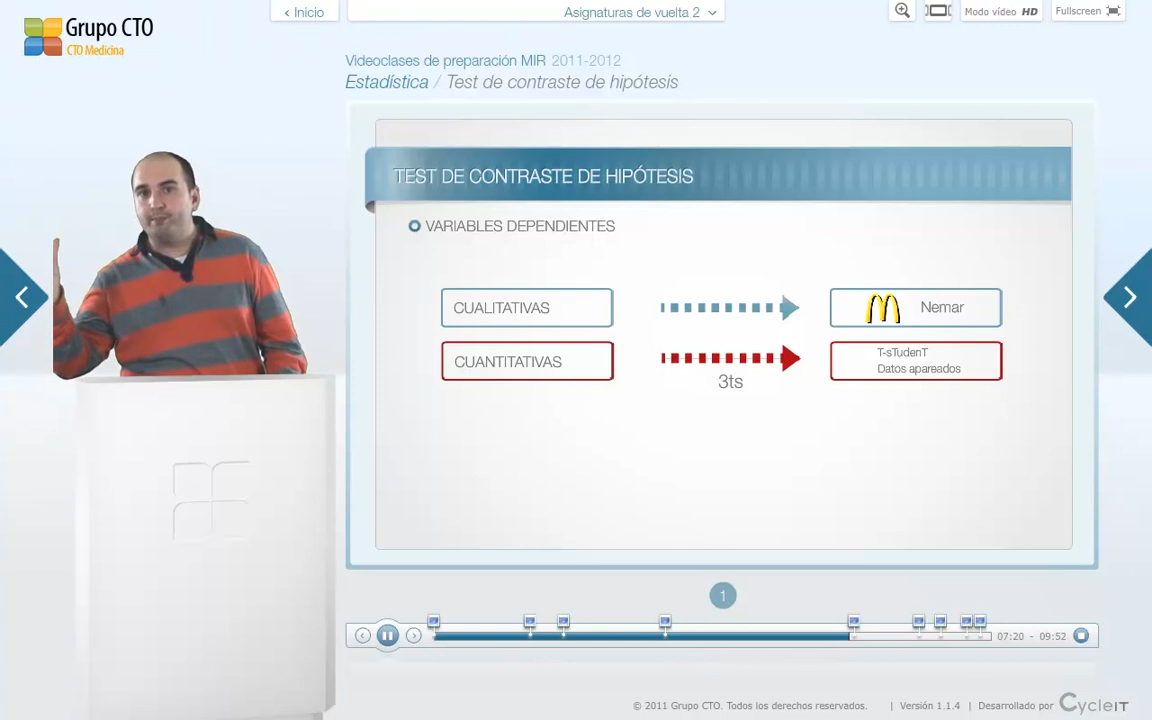 Grupo CTO
CTO Medicina
‹ Inicio
Asignaturas de vuelta 2
Modo vídeo HD
Fullscreen
Videoclases de preparación MIR 2011-2012
Estadística / Test de contraste de hipótesis
TEST DE CONTRASTE DE HIPÓTESIS
VARIABLES DEPENDIENTES
CUALITATIVAS
Nemar
CUANTITATIVAS
3ts
T-sTudenT
Datos apareados
1
07:20 - 09:52
© 2011 Grupo CTO. Todos los derechos reservados. | Versión 1.1.4 | Desarrollado por CycleIT